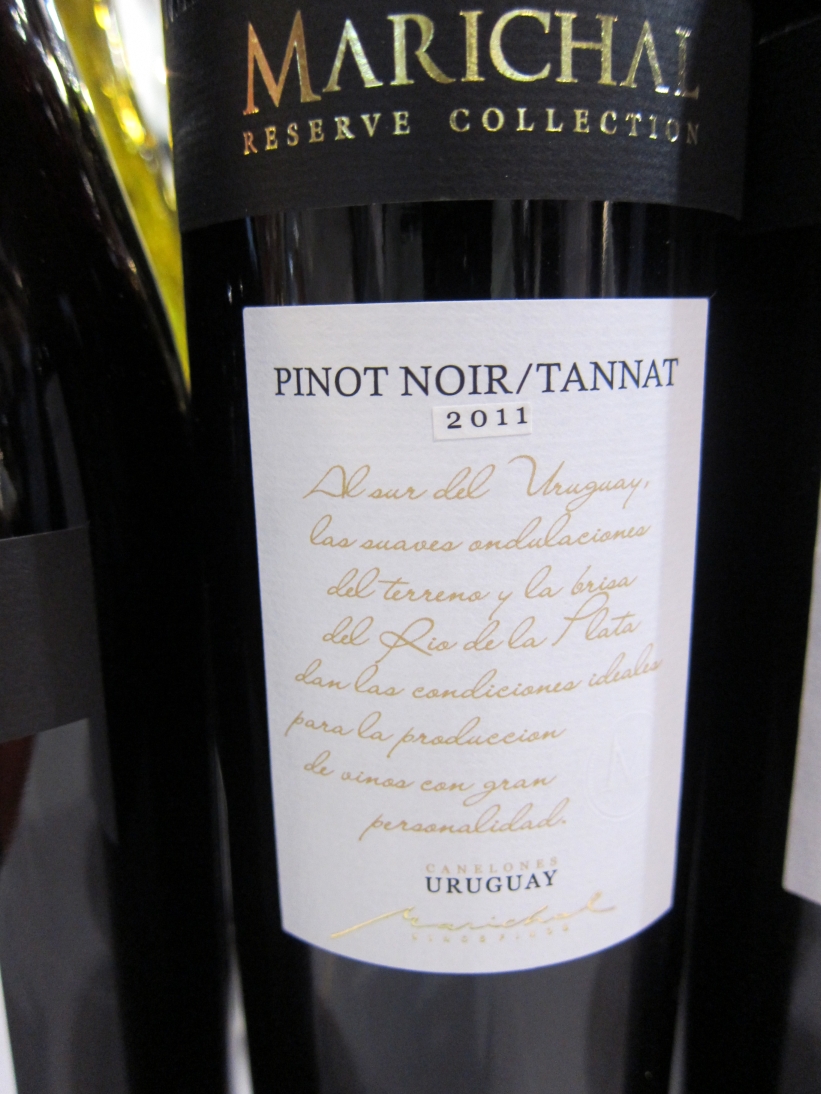 MARICHAL
RESERVE COLLECTION
PINOT NOIR/TANNAT
2011
Al sur del Uruguay,
las suaves ondulaciones
del terreno y la brisa
del Rio de la Plata
dan las condiciones ideales
para la produccion
de vinos con gran
personalidad.
CANELONES
URUGUAY
Marichal